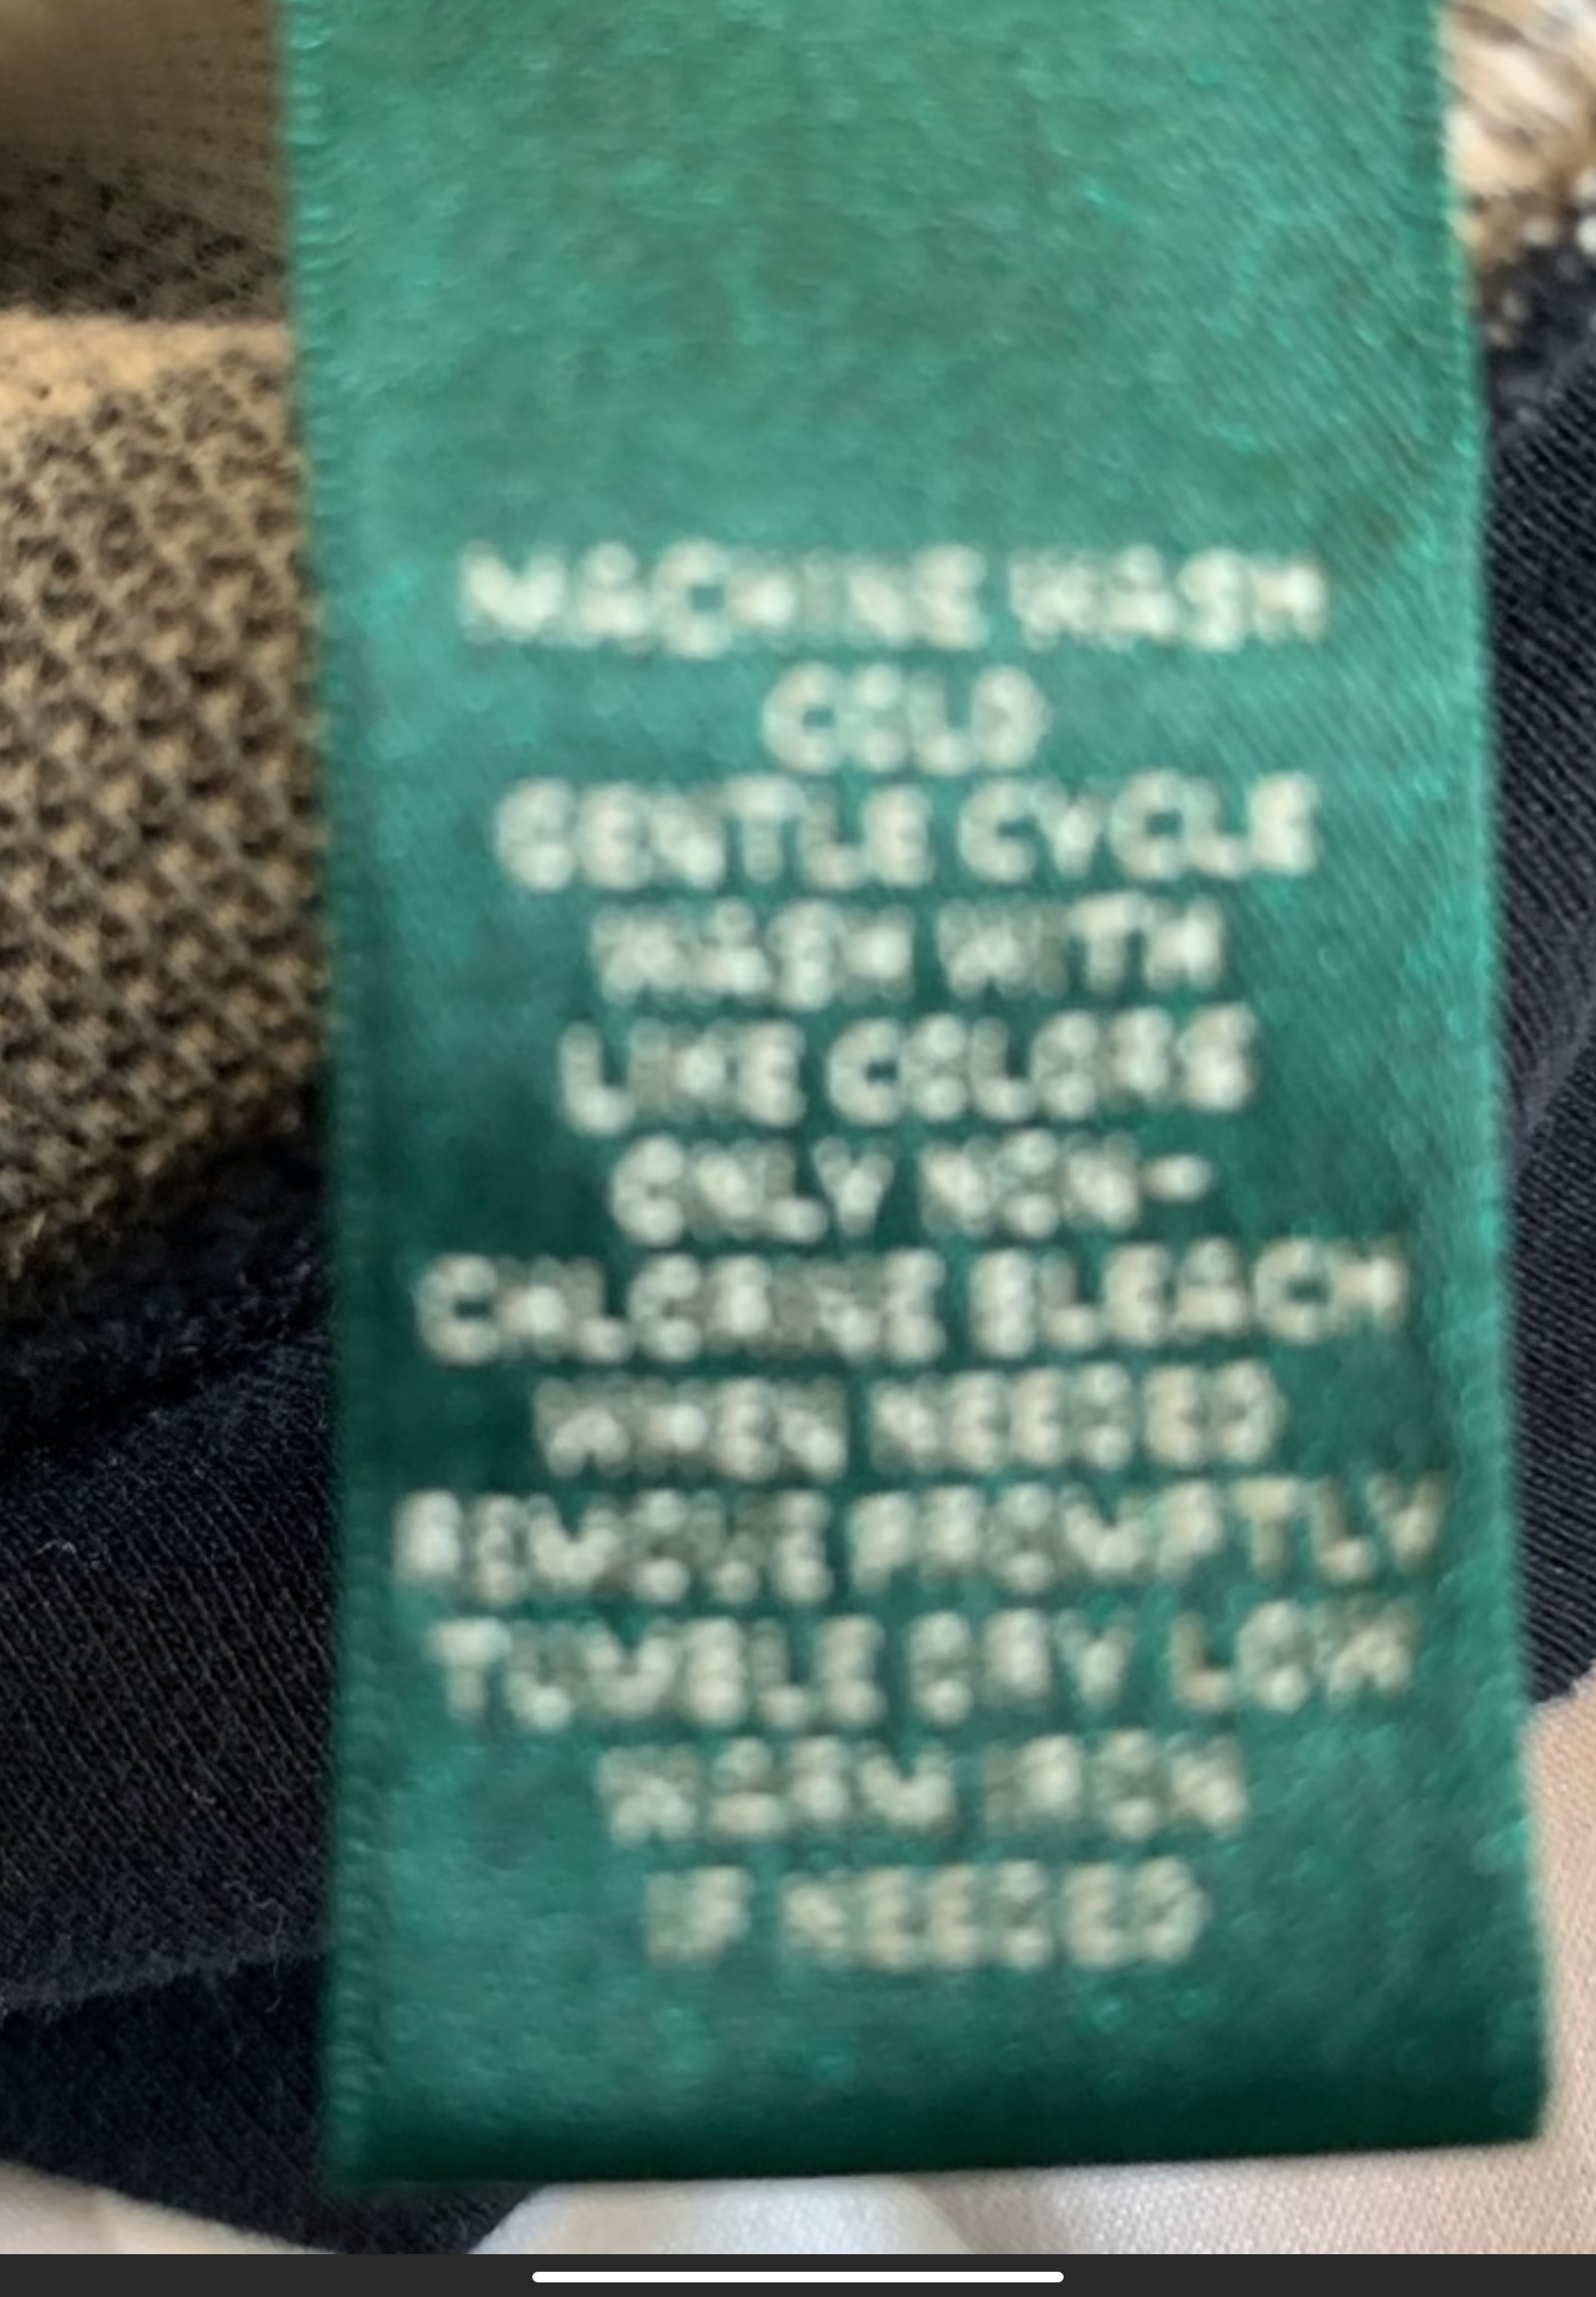 MACHINE WASH
COLD
GENTLE CYCLE
WASH WITH
LIKE COLORS
ONLY NON-
CHLORINE BLEACH
WHEN NEEDED
REMOVE PROMPTLY
TUMBLE DRY LOW
WARM IRON
IF NEEDED